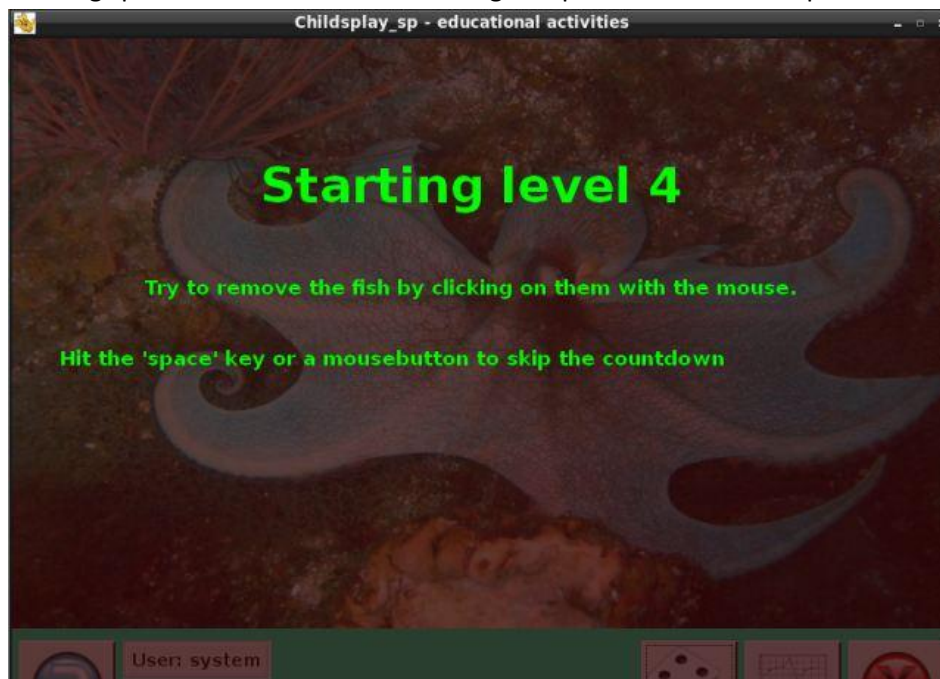 Childsplay_sp - educational activities
Starting level 4
Try to remove the fish by clicking on them with the mouse.
Hit the 'space' key or a mousebutton to skip the countdown
User: system